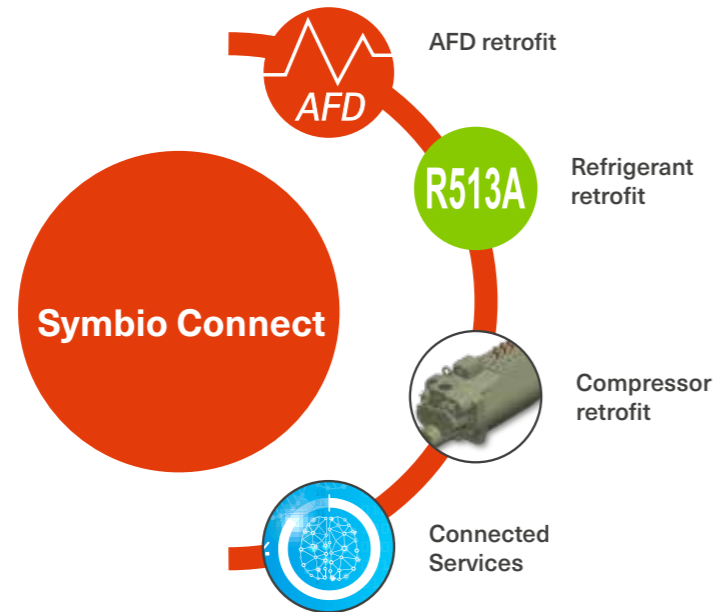 AFD retrofit
AFD
R513A
Refrigerant
retrofit
Symbio Connect
Compressor
retrofit
Connected
Services